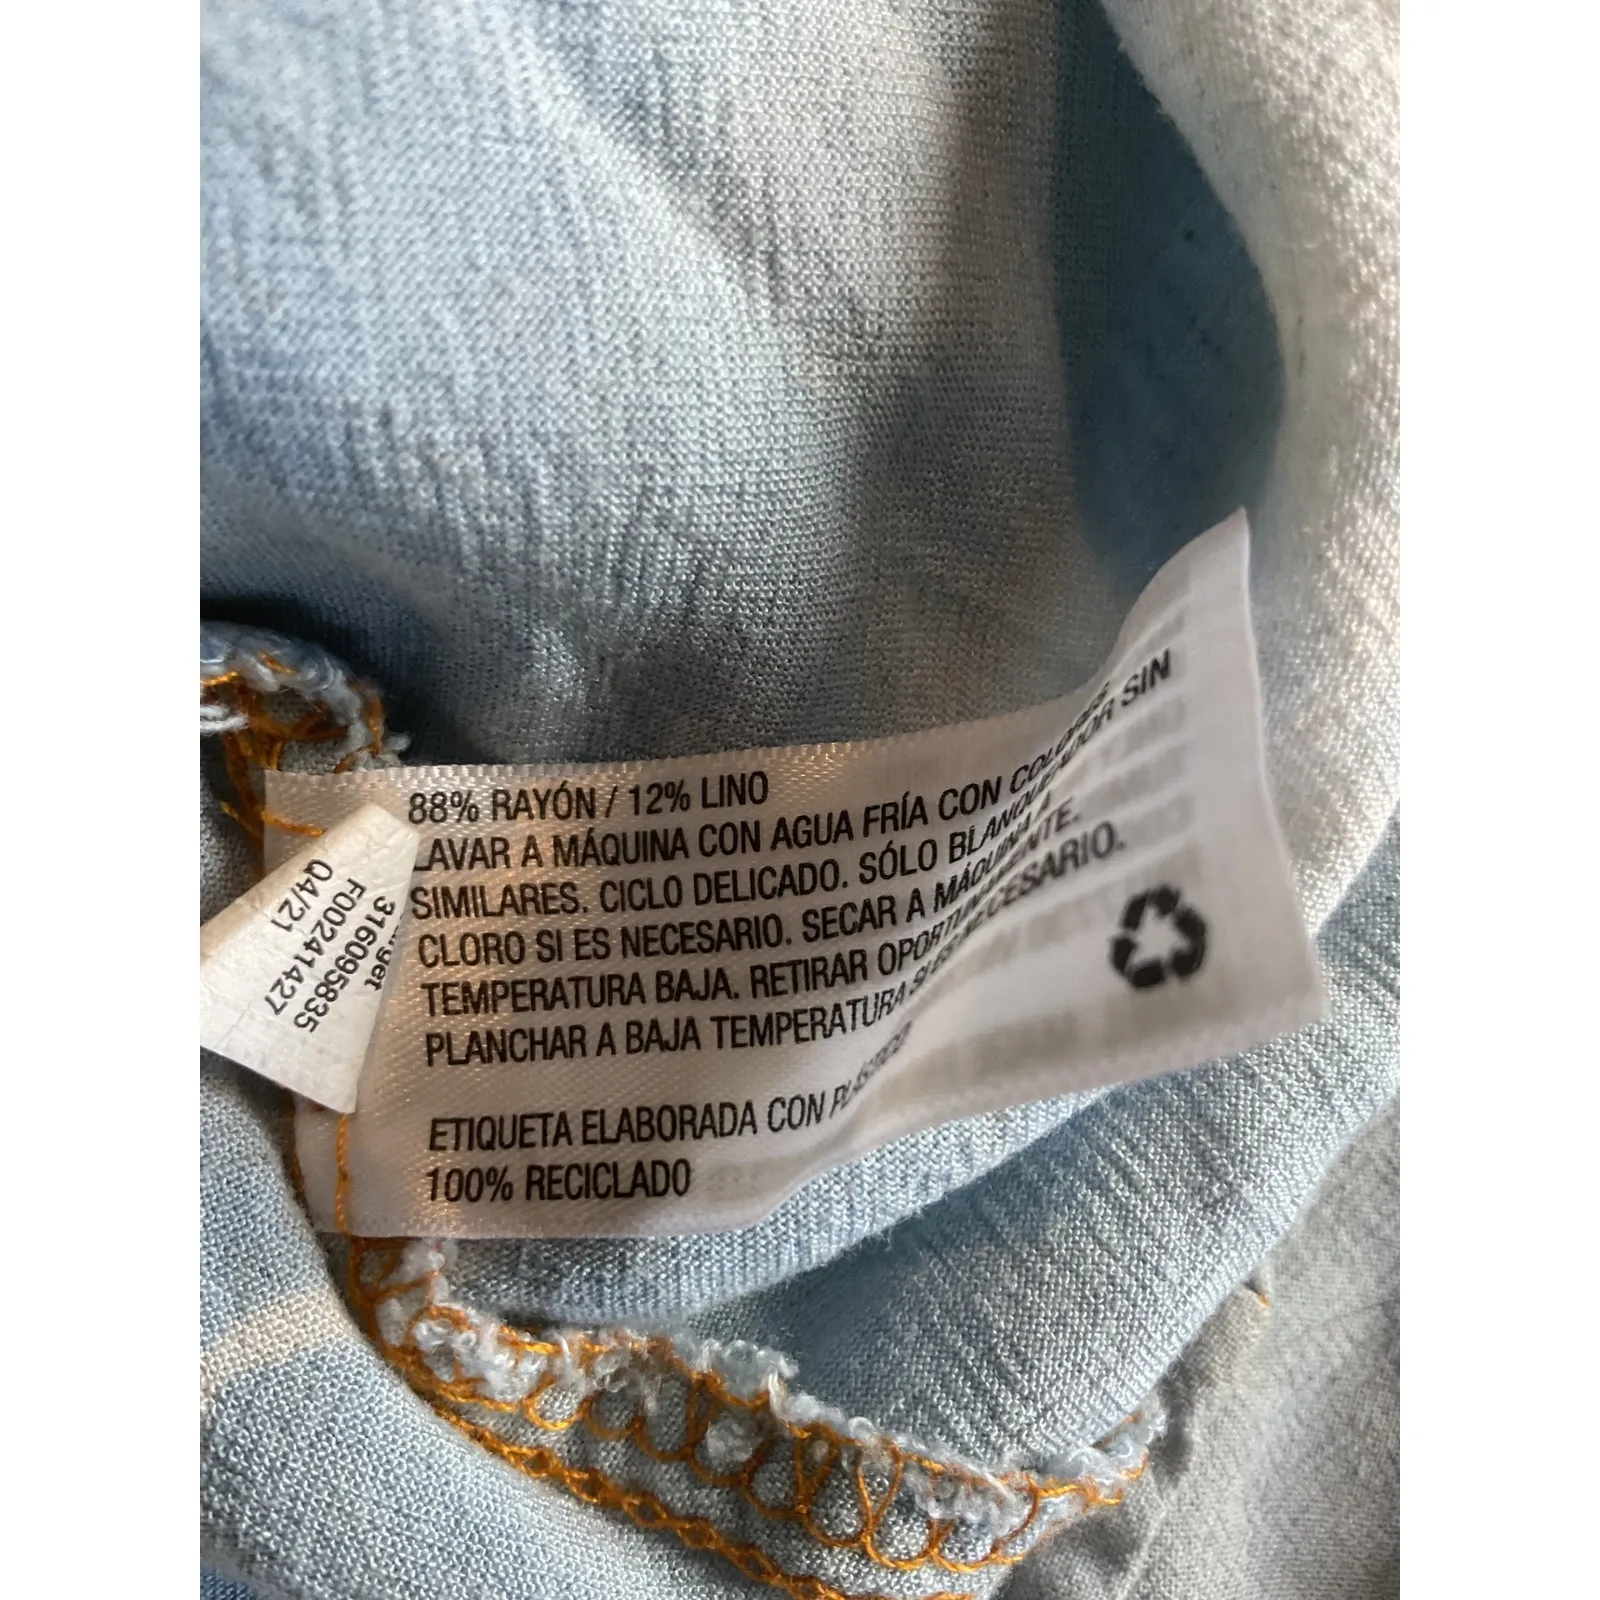 88% RAYÓN / 12% LINO
LAVAR A MÁQUINA CON AGUA FRÍA CON COLORES
SIMILARES. CICLO DELICADO. SÓLO BLANQUEADOR SIN
CLORO SI ES NECESARIO. SECAR A MÁQUINA A
TEMPERATURA BAJA. RETIRAR OPORTUNAMENTE.
PLANCHAR A BAJA TEMPERATURA SI ES NECESARIO.
ETIQUETA ELABORADA CON PLÁSTICO
100% RECICLADO
316095835
F00241427
Q4/21